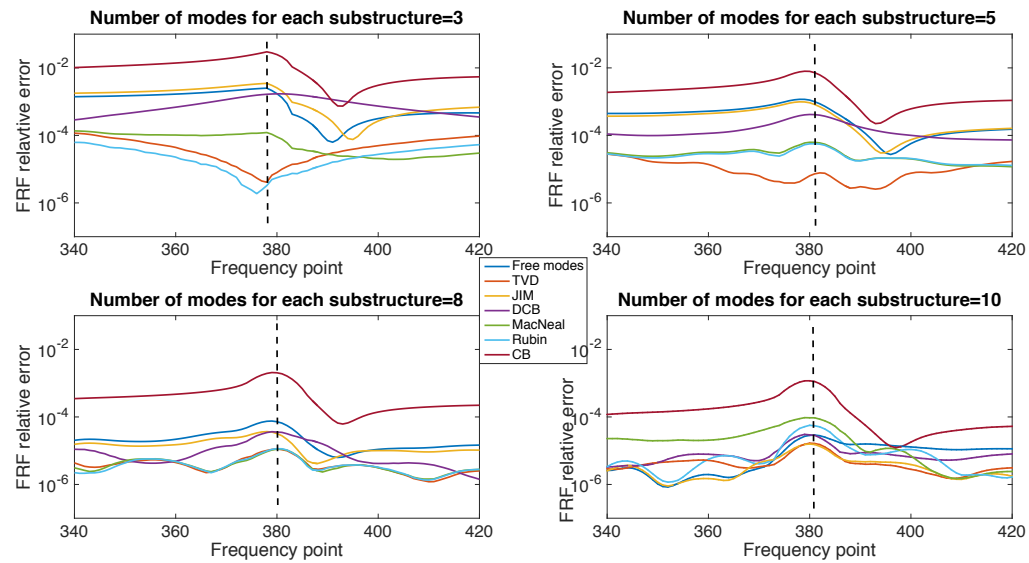 Number of modes for each substructure=3
FRF relytive error
10-2
10-4
10-6
340 360 380 400 420
Frequency point
Number of modes for each substructure=5
FRF relative error
10-2
10-4
10-6
340 360 380 400 420
Frequency point
Free modes
TVD
JIM
DCB
MacNeal
Rubin
CB
Number of modes for each substructure=8
FRF relative error
10-2
10-4
10-6
340 360 380 400 420
Frequency point
Number of modes for each substructure=10
FRF relative error
10-2
10-4
10-6
340 360 380 400 420
Frequency point